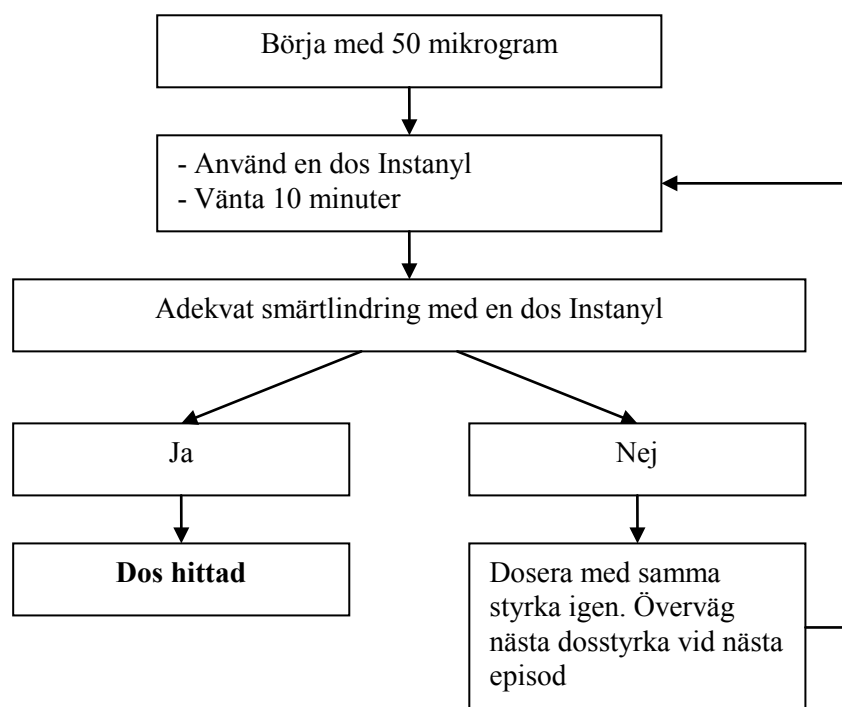 Börja med 50 mikrogram
- Använd en dos Instanyl
- Vänta 10 minuter
Adekvat smärtlindring med en dos Instanyl
Ja
Nej
Dos hittad
Dosera med samma
styrka igen. Överväg
nästa dosstyrka vid nästa
episod